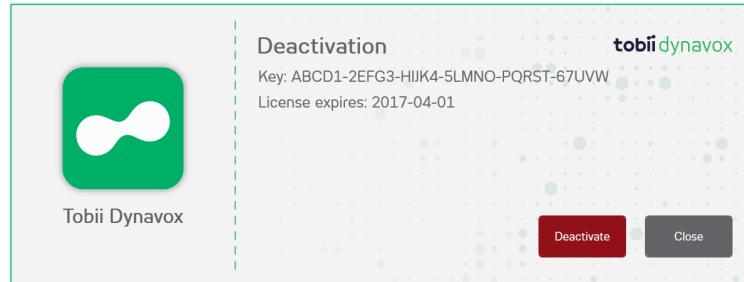 Deactivation
tobii dynavox
Key: ABCD1-2EFG3-HIJK4-5LMNO-PQRST-67UVW
License expires: 2017-04-01
Tobii Dynavox
Deactivate
Close